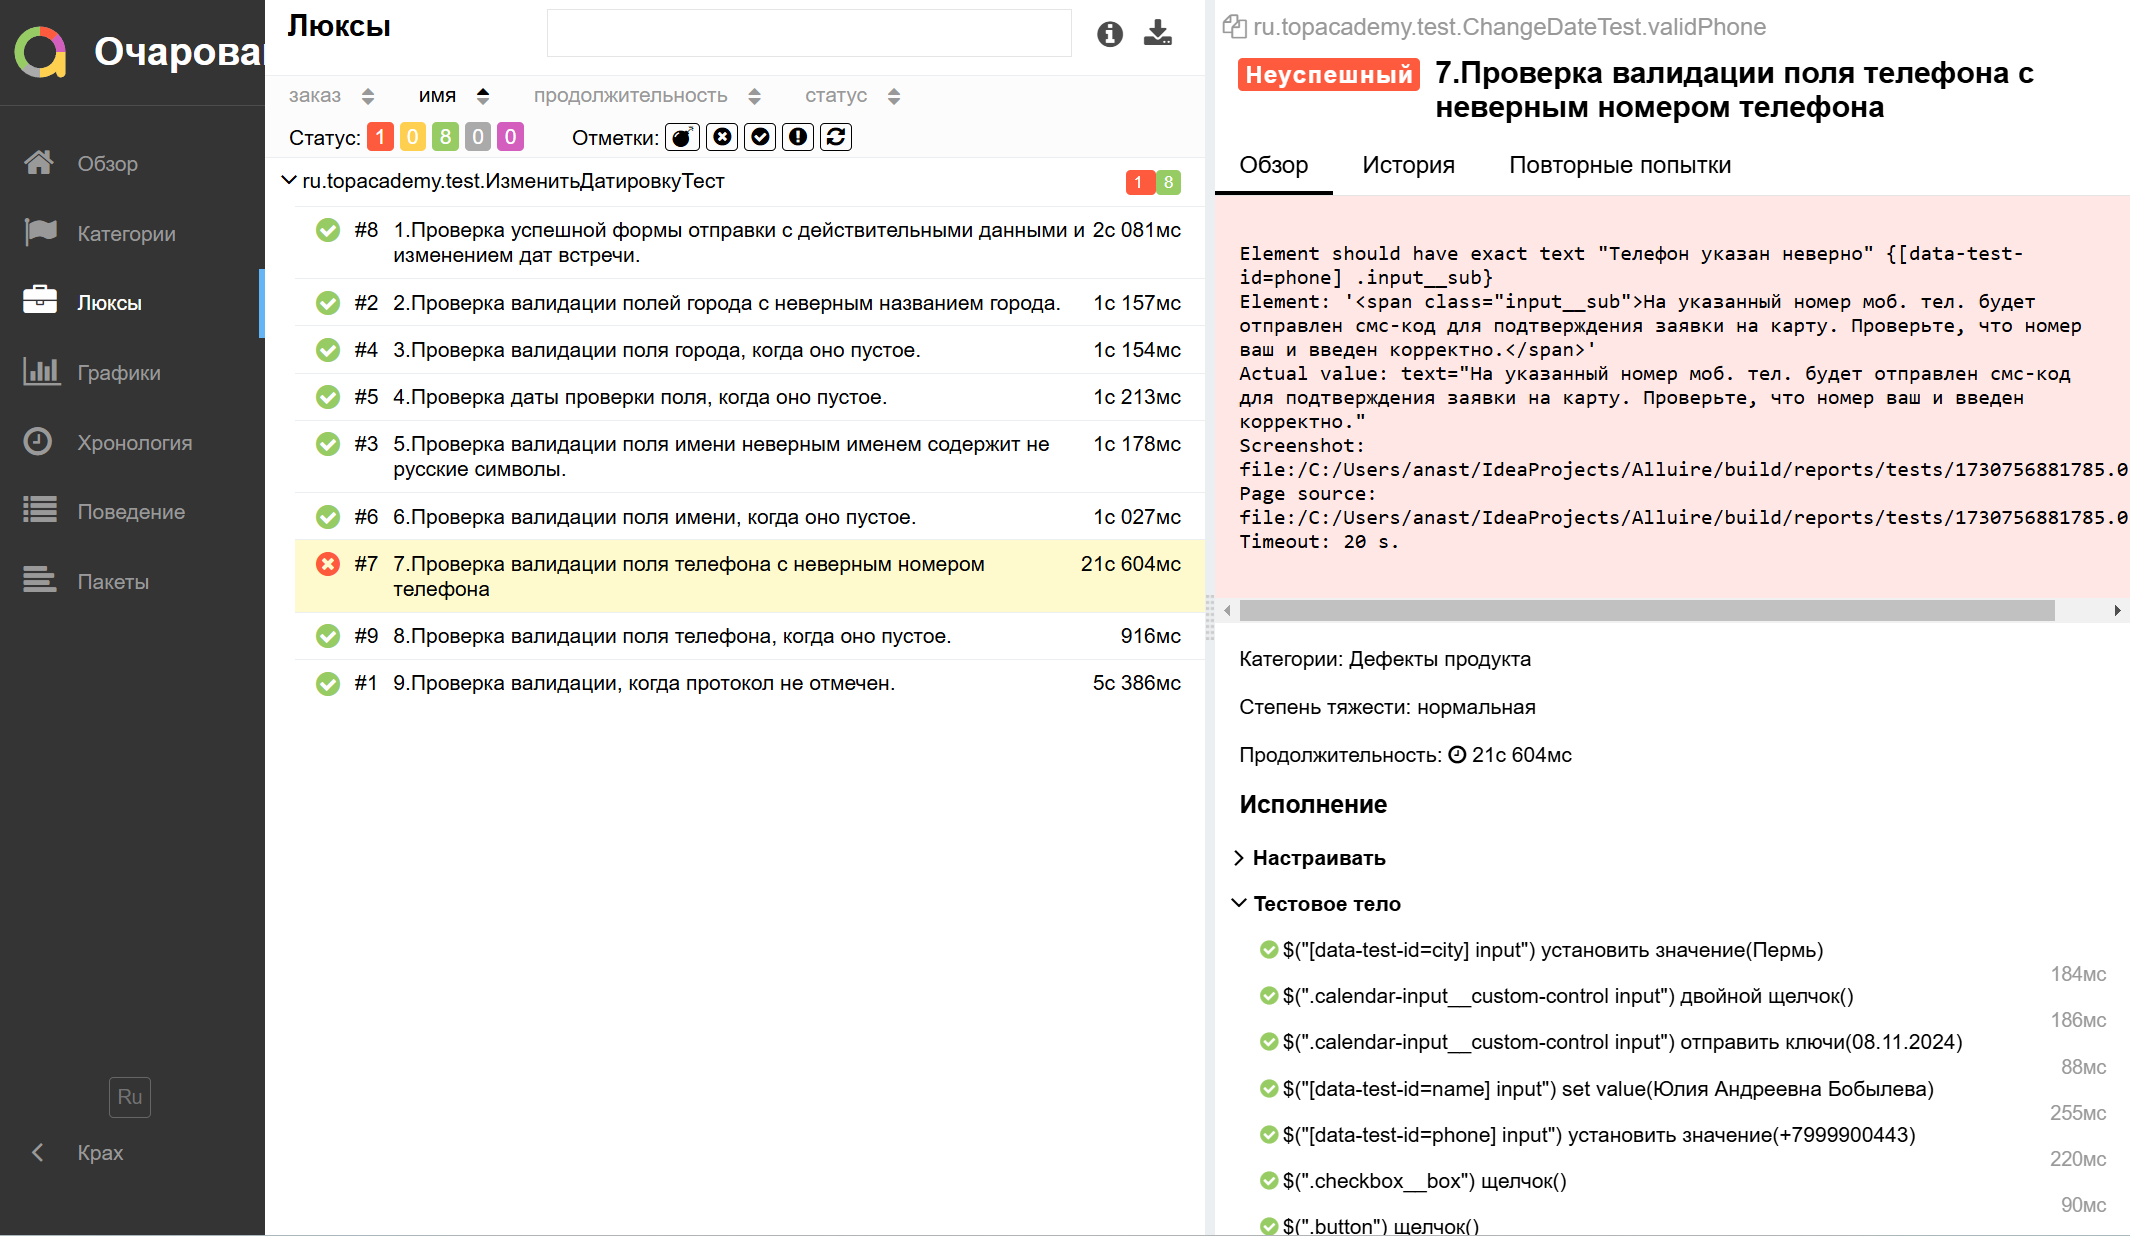 Очарован
Обзор
Категории
Люксы
Графики
Хронология
Поведение
Пакеты
Ru
Крах
Люксы
заказ имя продолжительность статус
Статус: 1 0 8 0 0 Отметки:
ru.topacademy.test.ИзменитьДатировкуТест 1 8
#8 1.Проверка успешной формы отправки с действительными данными и 2с 081мс
изменением дат встречи.
#2 2.Проверка валидации полей города с неверным названием города. 1с 157мс
#4 3.Проверка валидации поля города, когда оно пустое. 1с 154мс
#5 4.Проверка даты проверки поля, когда оно пустое. 1с 213мс
#3 5.Проверка валидации поля имени неверным именем содержит не 1с 178мс
русские символы.
#6 6.Проверка валидации поля имени, когда оно пустое. 1с 027мс
#7 7.Проверка валидации поля телефона с неверным номером 21с 604мс
телефона
#9 8.Проверка валидации поля телефона, когда оно пустое. 916мс
#1 9.Проверка валидации, когда протокол не отмечен. 5с 386мс
ru.topacademy.test.ChangeDateTest.validPhone
Неуспешный 7.Проверка валидации поля телефона с
неверным номером телефона
Обзор История Повторные попытки
Element should have exact text "Телефон указан неверно" {[data-test-
id=phone] .input__sub}
Element: '<span class="input__sub">На указанный номер моб. тел. будет
отправлен смс-код для подтверждения заявки на карту. Проверьте, что номер
ваш и введен корректно.</span>'
Actual value: text="На указанный номер моб. тел. будет отправлен смс-код
для подтверждения заявки на карту. Проверьте, что номер ваш и введен
корректно."
Screenshot:
file:/C:/Users/anast/IdeaProjects/Alluire/build/reports/tests/1730756881785.0
Page source:
file:/C:/Users/anast/IdeaProjects/Alluire/build/reports/tests/1730756881785.0
Timeout: 20 s.
Категории: Дефекты продукта
Степень тяжести: нормальная
Продолжительность: 21с 604мс
Исполнение
Настраивать
Тестовое тело
$("[data-test-id=city] input") установить значение(Пермь)
184мс
$(".calendar-input__custom-control input") двойной щелчок()
186мс
$(".calendar-input__custom-control input") отправить ключи(08.11.2024)
88мс
$("[data-test-id=name] input") set value(Юлия Андреевна Бобылева)
255мс
$("[data-test-id=phone] input") установить значение(+7999900443)
220мс
$(".checkbox__box") щелчок()
90мс
$(".button") щелчок()